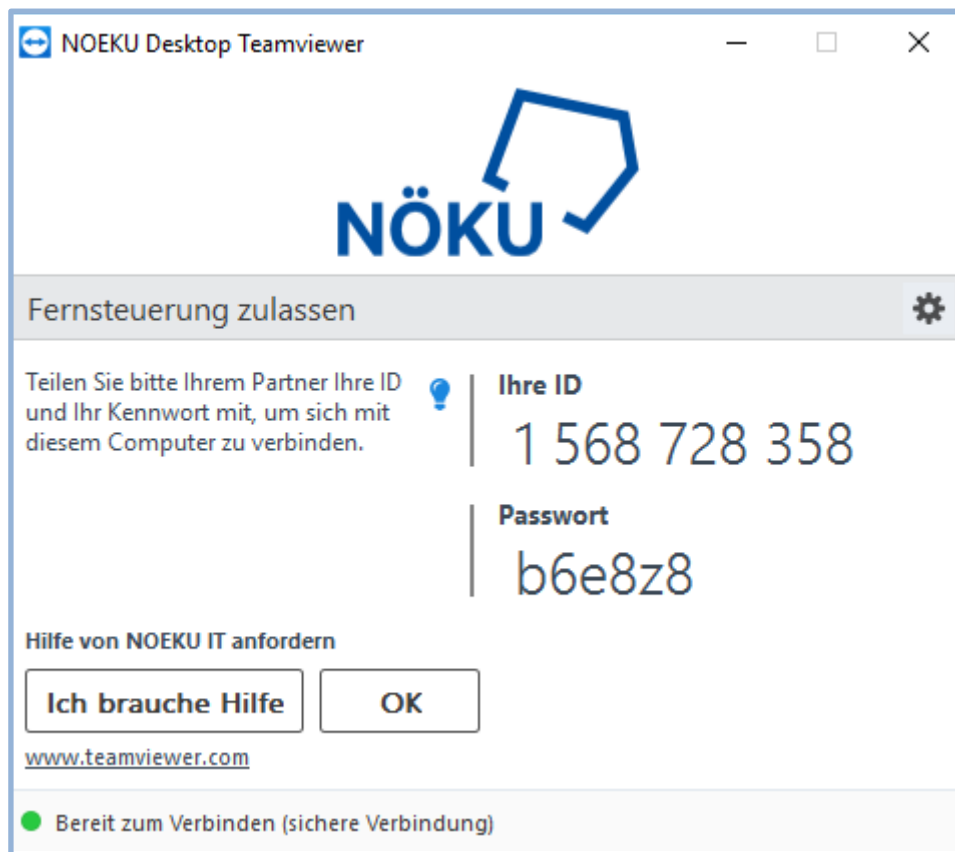 NOEKU Desktop Teamviewer
NÖKU
Fernsteuerung zulassen
Teilen Sie bitte Ihrem Partner Ihre ID
und Ihr Kennwort mit, um sich mit
diesem Computer zu verbinden.
Ihre ID
1 568 728 358
Passwort
b6e8z8
Hilfe von NOEKU IT anfordern
Ich brauche Hilfe
OK
www.teamviewer.com
Bereit zum Verbinden (sichere Verbindung)